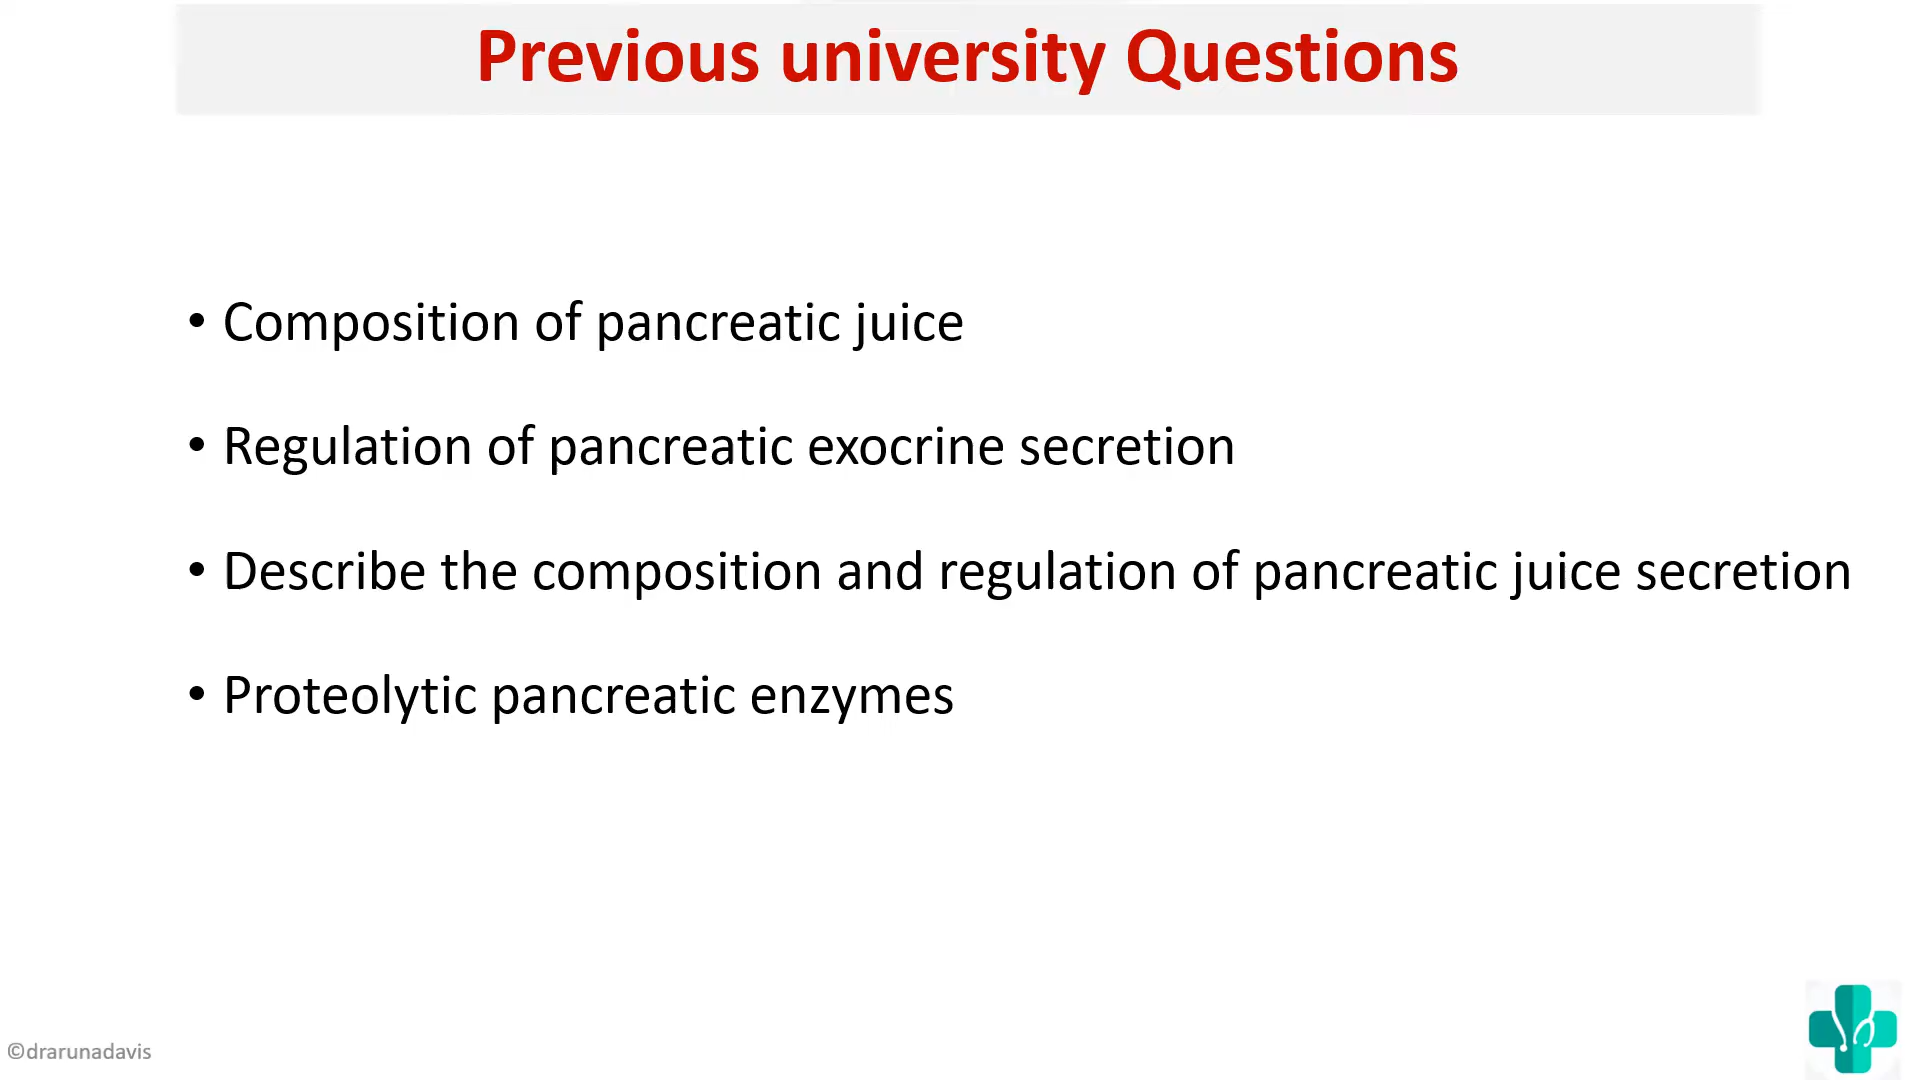 Previous university Questions
• Composition of pancreatic juice
• Regulation of pancreatic exocrine secretion
• Describe the composition and regulation of pancreatic juice secretion
• Proteolytic pancreatic enzymes
©drarunadavis